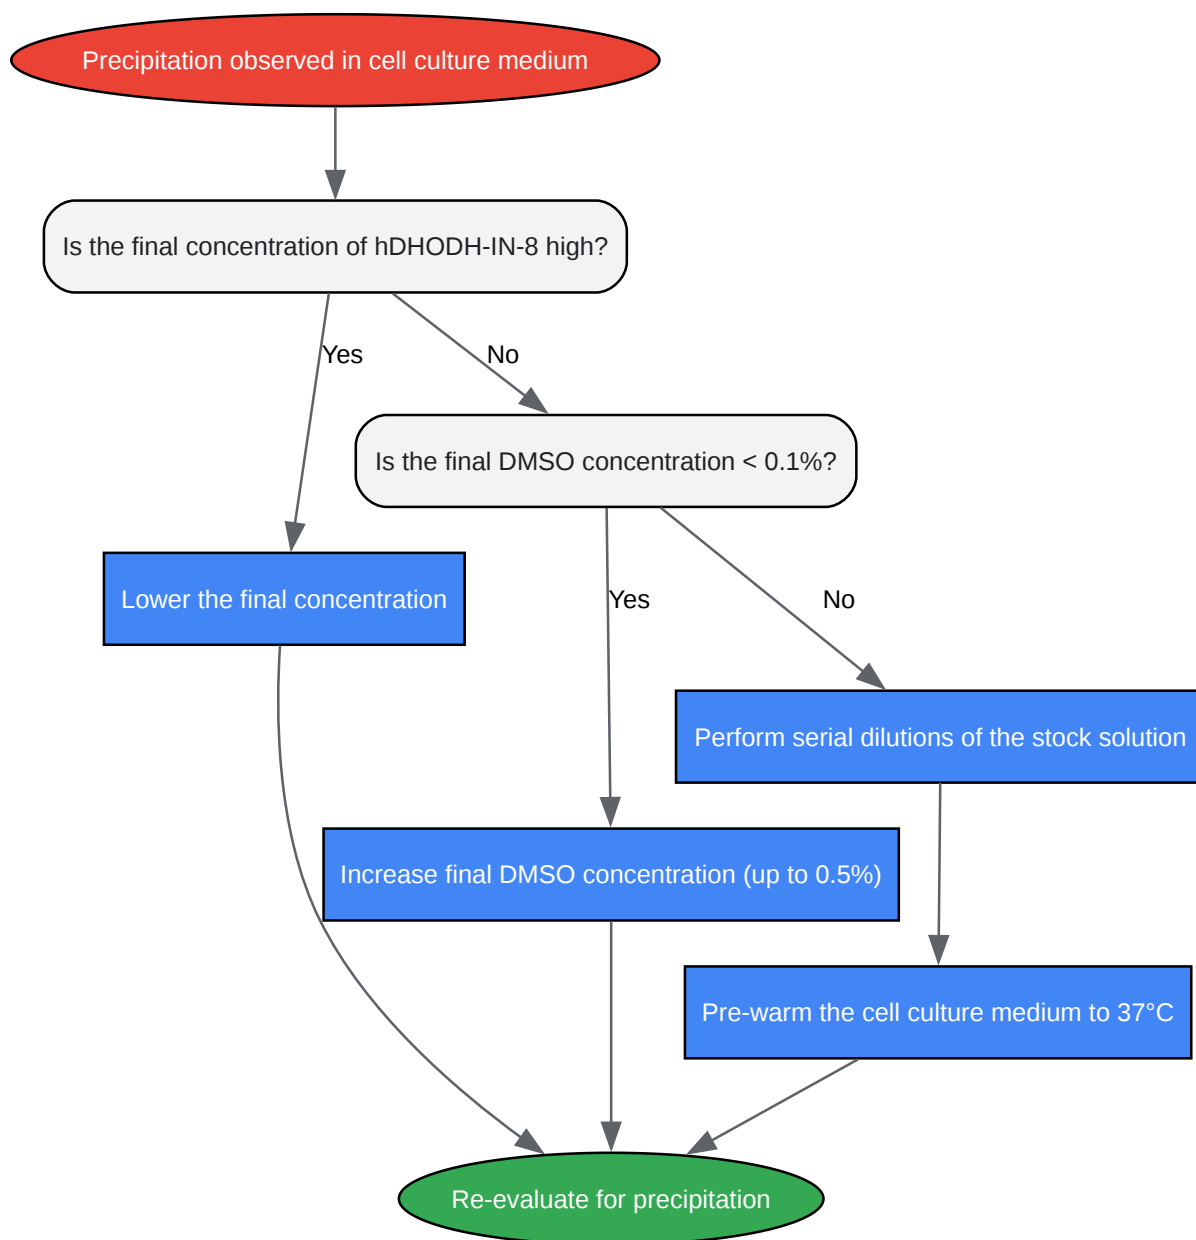 Precipitation observed in cell culture medium
Is the final concentration of hDHODH-IN-8 high?
Yes
No
Is the final DMSO concentration < 0.1%?
Lower the final concentration
Yes
No
Perform serial dilutions of the stock solution
Increase final DMSO concentration (up to 0.5%)
Pre-warm the cell culture medium to 37°C
Re-evaluate for precipitation